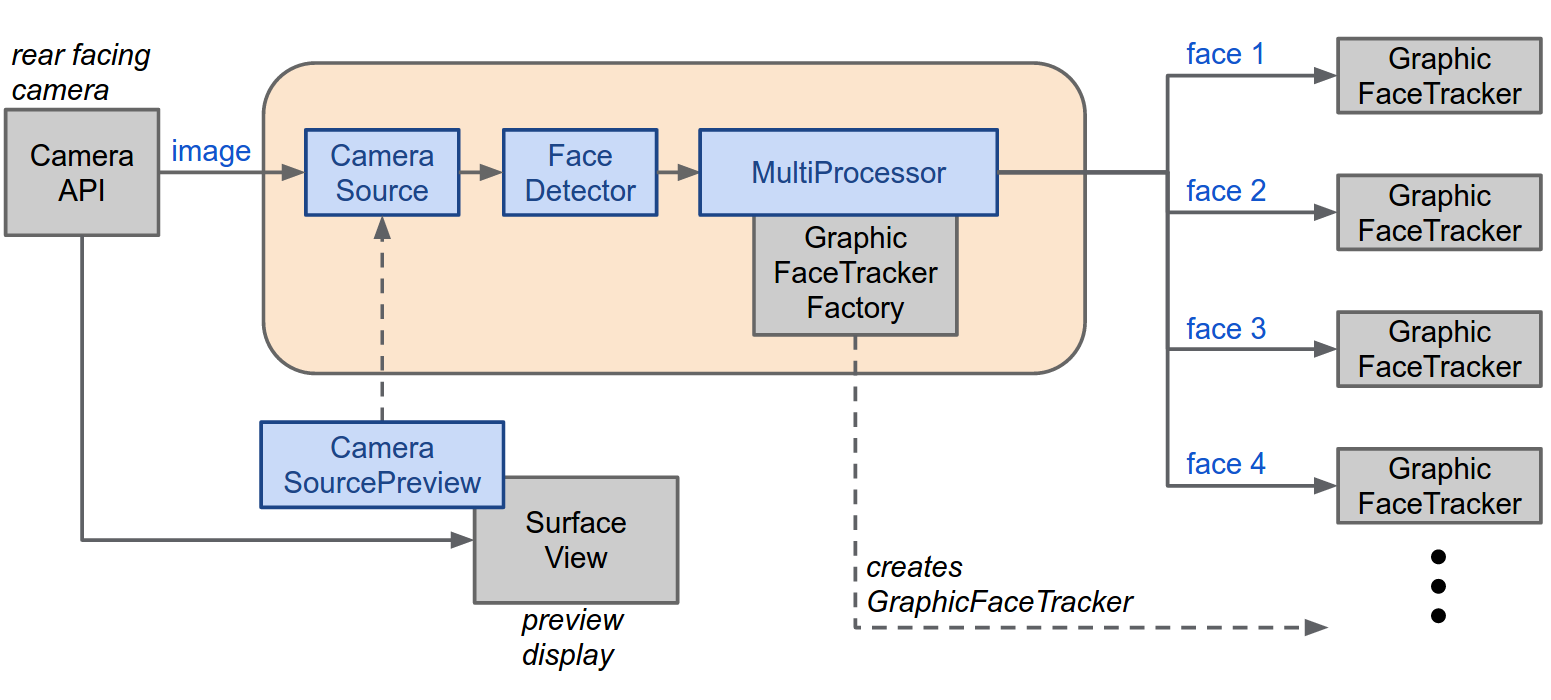 rear facing
camera
Camera
API
image
Camera
Source
Face
Detector
MultiProcessor
Graphic
FaceTracker
Factory
Camera
SourcePreview
Surface
View
preview
display
creates
GraphicFaceTracker
face 1
Graphic
FaceTracker
face 2
Graphic
FaceTracker
face 3
Graphic
FaceTracker
face 4
Graphic
FaceTracker